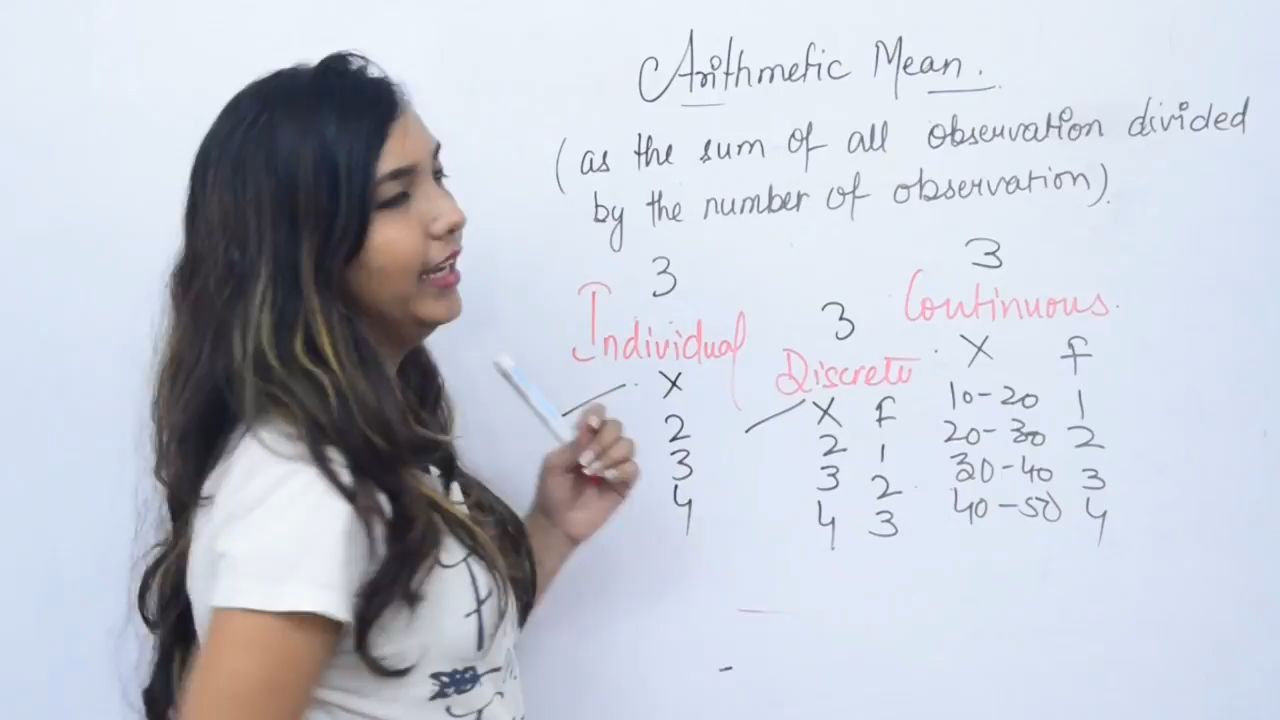 Arithmetic Mean.
(as the sum of all observation divided
by the number of observation).
3
Individual
X
2
3
4
3
Discrete
X f
2 1
3 2
4 3
3
Continuous.
X f
10-20 1
20-30 2
30-40 3
40-50 4